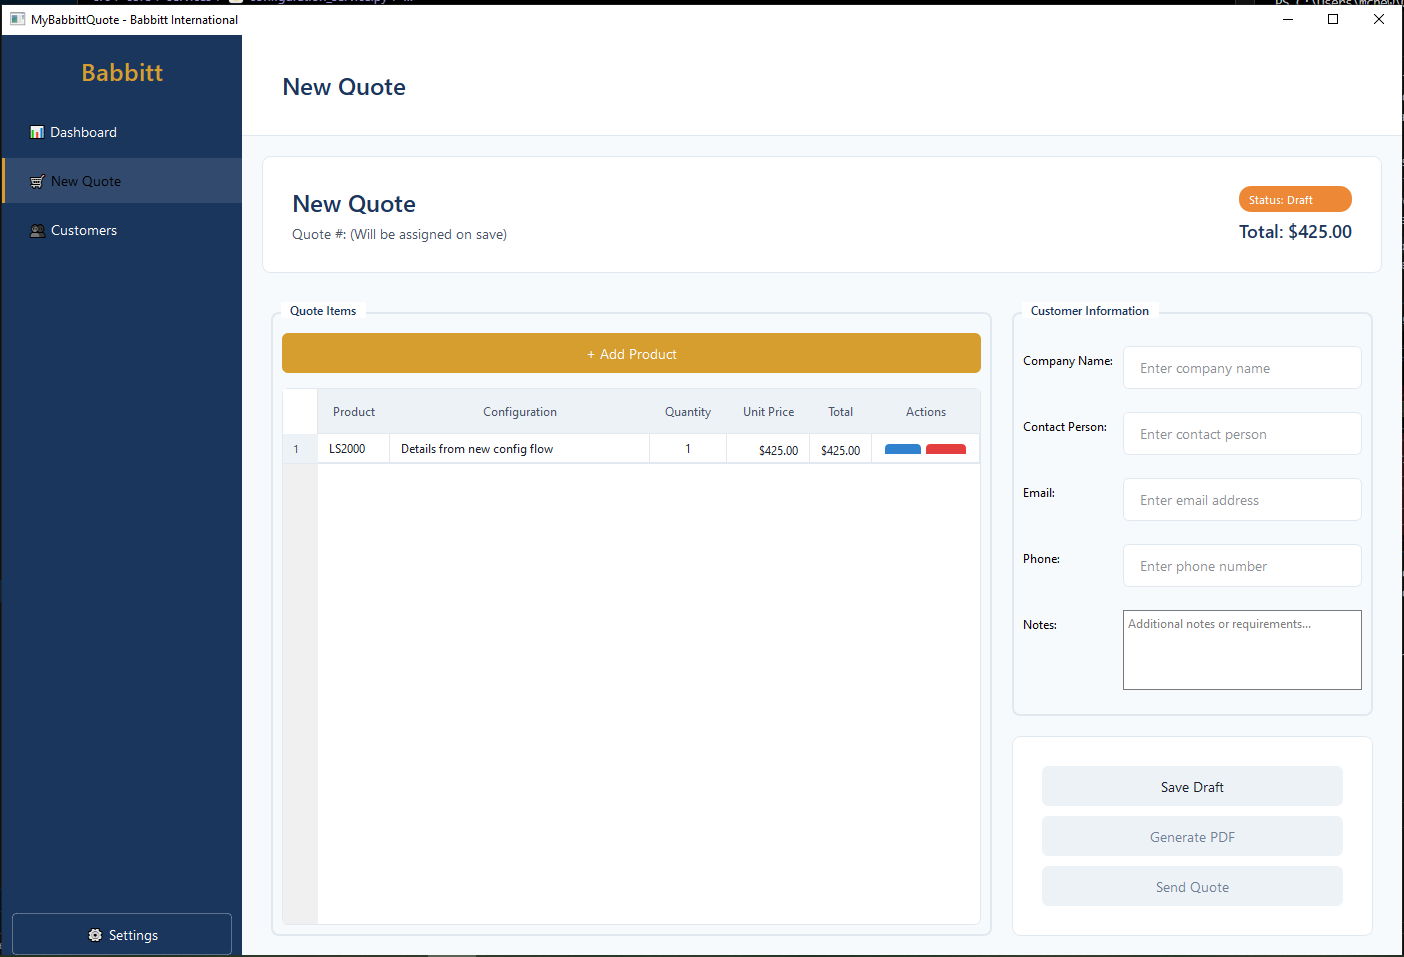 MyBabbittQuote - Babbitt International
Babbitt
Dashboard
New Quote
Customers
Settings
New Quote
New Quote
Quote #: (Will be assigned on save)
Status: Draft
Total: $425.00
Quote Items
+ Add Product
Product Configuration Quantity Unit Price Total Actions
1 LS2000 Details from new config flow 1 $425.00 $425.00
Customer Information
Company Name: Enter company name
Contact Person: Enter contact person
Email: Enter email address
Phone: Enter phone number
Notes: Additional notes or requirements...
Save Draft
Generate PDF
Send Quote